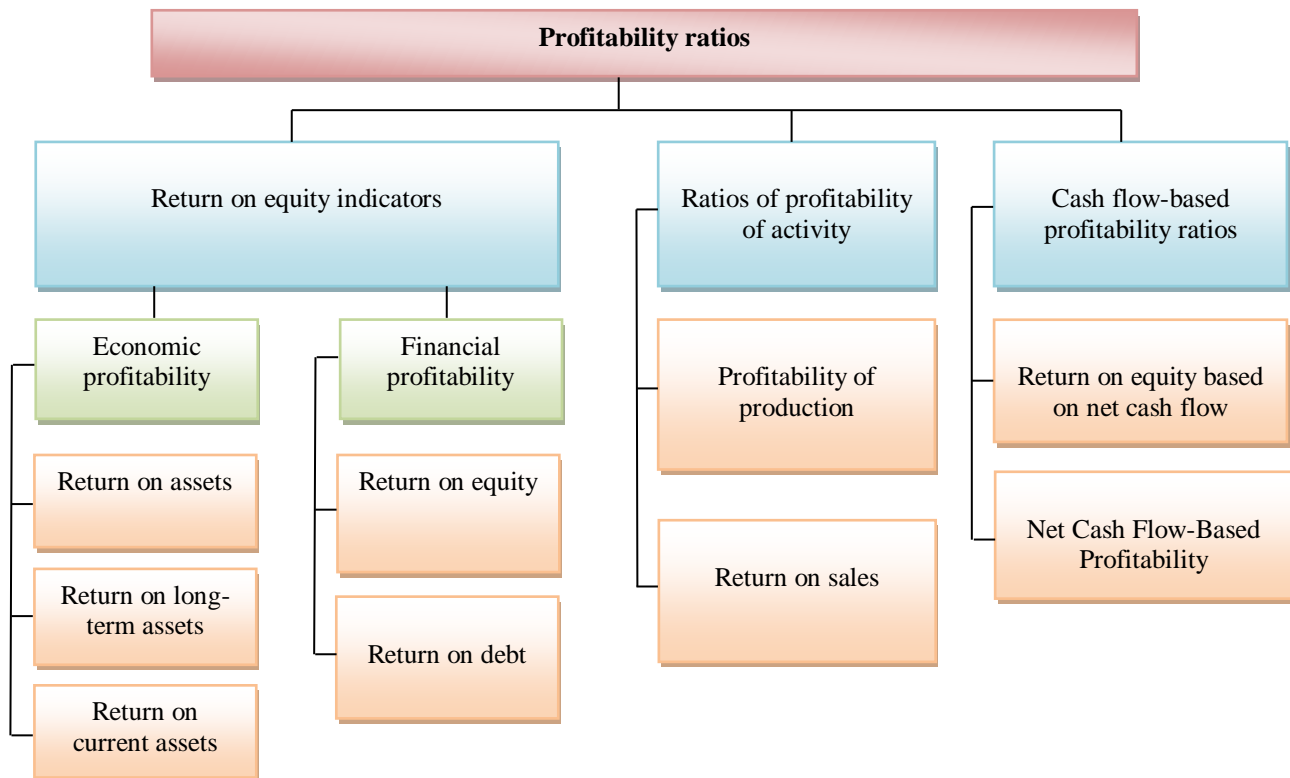 Profitability ratios
Return on equity indicators
Ratios of profitability
of activity
Cash flow-based
profitability ratios
Economic
profitability
Financial
profitability
Profitability of
production
Return on equity based
on net cash flow
Return on assets
Return on equity
Return on sales
Net Cash Flow-Based
Profitability
Return on long-
term assets
Return on debt
Return on
current assets